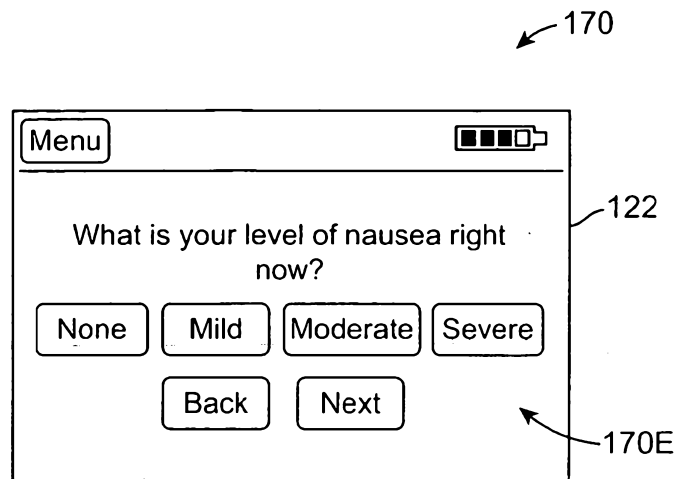 170
Menu
122
What is your level of nausea right
now?
None Mild Moderate Severe
Back Next
170E